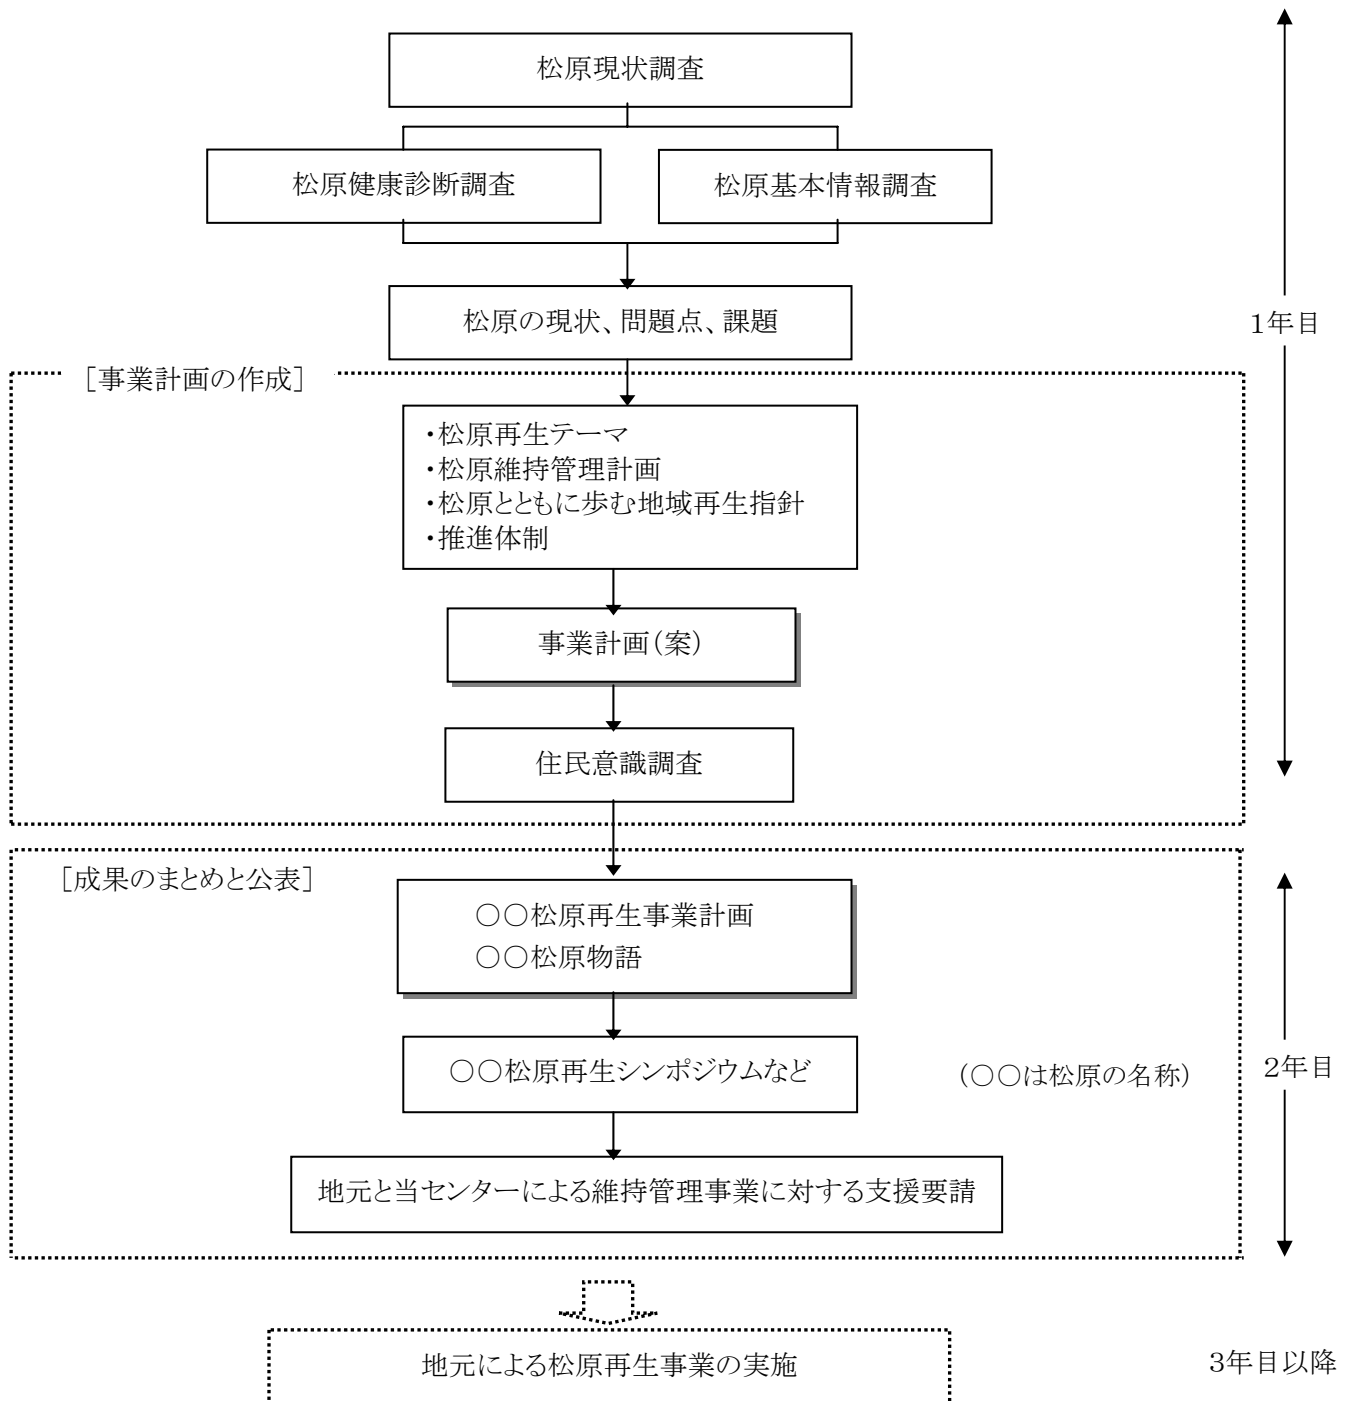 松原現状調査
松原健康診断調査
松原基本情報調査
松原の現状、問題点、課題
1年目
［事業計画の作成］
・松原再生テーマ
・松原維持管理計画
・松原とともに歩む地域再生指針
・推進体制
事業計画（案）
住民意識調査
［成果のまとめと公表］
○○松原再生事業計画
○○松原物語
○○松原再生シンポジウムなど
（○○は松原の名称）
2年目
地元と当センターによる維持管理事業に対する支援要請
地元による松原再生事業の実施
3年目以降